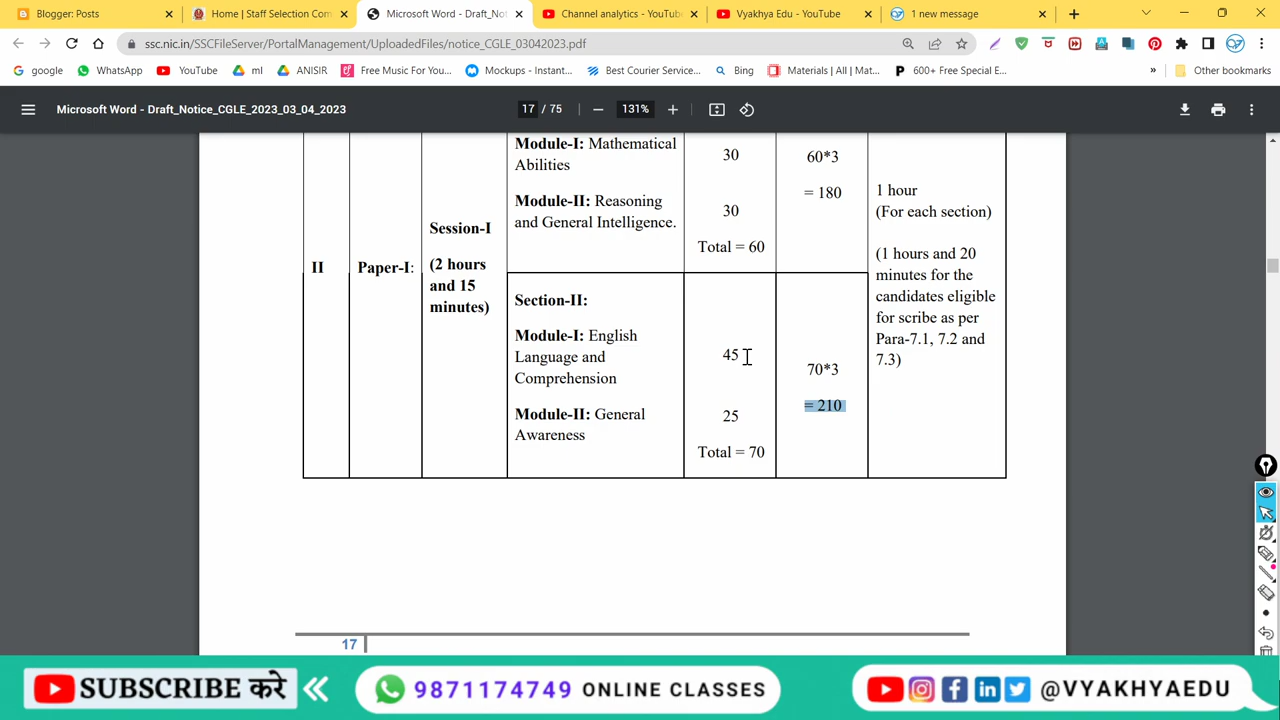 Blogger: Posts
Home | Staff Selection Com
Microsoft Word - Draft_Notice_C
Channel analytics - YouTube
Vyakhya Edu - YouTube
1 new message
ssc.nic.in/SSCFileServer/PortalManagement/UploadedFiles/notice_CGLE_03042023.pdf
google
WhatsApp
YouTube
ml
ANISIR
Free Music For You...
Mockups - Instant...
Best Courier Service...
Bing
Materials | All | Mat...
600+ Free Special E...
»
Other bookmarks
Microsoft Word - Draft_Notice_CGLE_2023_03_04_2023
17 / 75
131%
II
Paper-I:
Session-I
(2 hours
and 15
minutes)
Module-I: Mathematical
Abilities
Module-II: Reasoning
and General Intelligence.
30
30
Total = 60
60*3
= 180
1 hour
(For each section)
(1 hours and 20
minutes for the
candidates eligible
for scribe as per
Para-7.1, 7.2 and
7.3)
Section-II:
Module-I: English
Language and
Comprehension
Module-II: General
Awareness
45
25
Total = 70
70*3
= 210
17
SUBSCRIBE करे
9871174749 ONLINE CLASSES
@VYAKHYAEDU